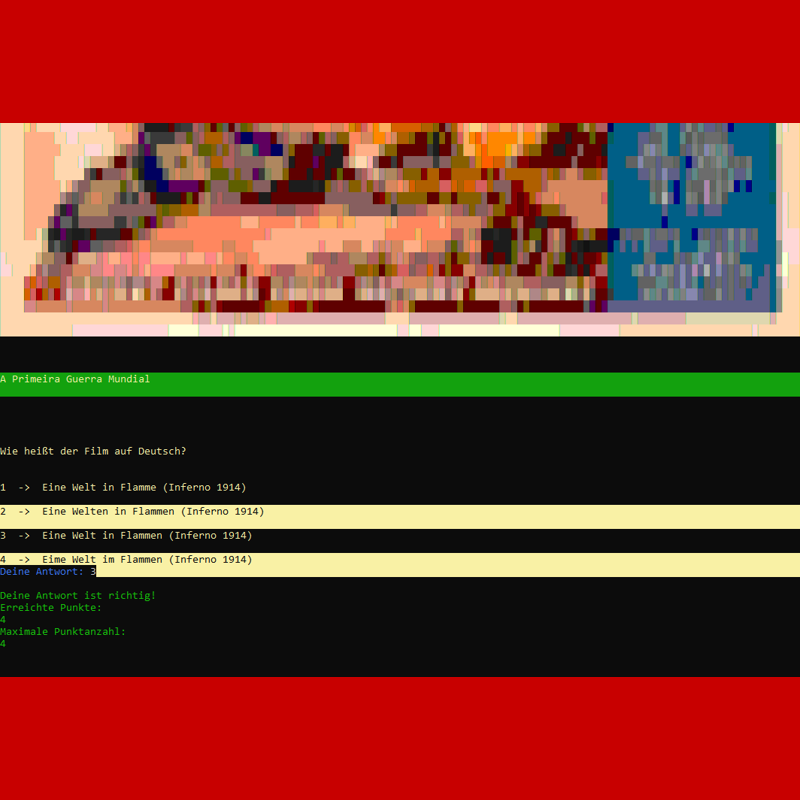 A Primeira Guerra Mundial
Wie heißt der Film auf Deutsch?
1 -> Eine Welt in Flamme (Inferno 1914)
2 -> Eine Welten in Flammen (Inferno 1914)
3 -> Eine Welt in Flammen (Inferno 1914)
4 -> Eime Welt im Flammen (Inferno 1914)
Deine Antwort: 3
Deine Antwort ist richtig!
Erreichte Punkte:
4
Maximale Punktanzahl:
4